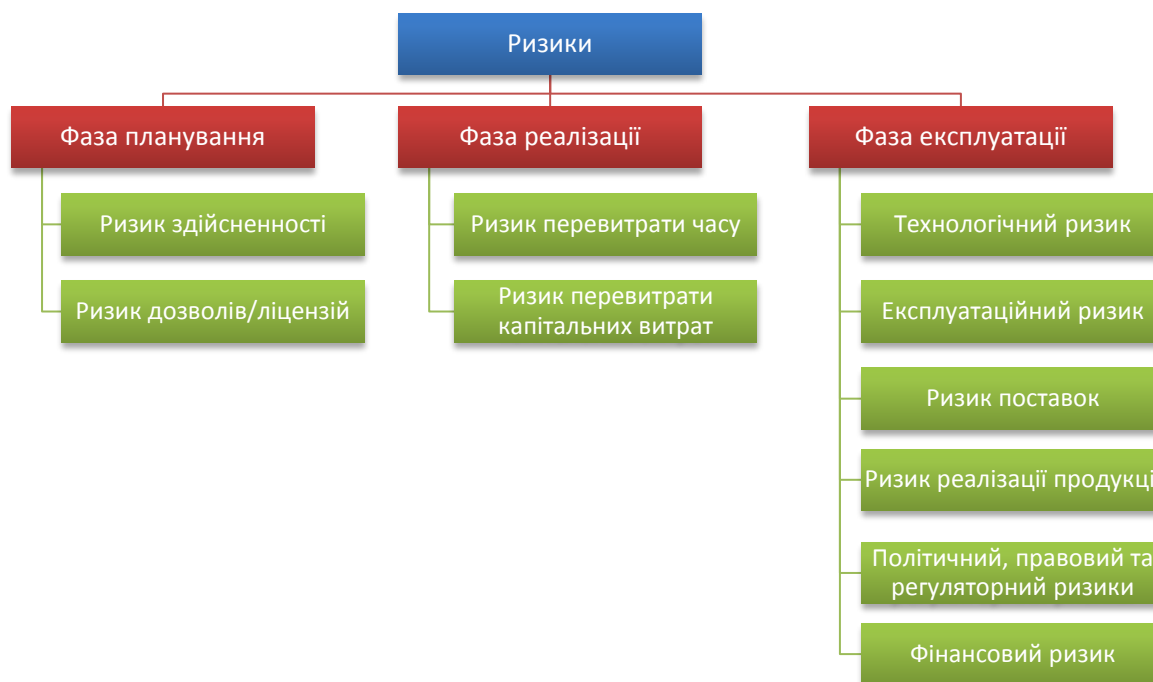 Ризики
Фаза планування
Ризик здійсненності
Ризик дозволів/ліцензій
Фаза реалізації
Ризик перевитрати часу
Ризик перевитрати
капітальних витрат
Фаза експлуатації
Технологічний ризик
Експлуатаційний ризик
Ризик поставок
Ризик реалізації продукці
Політичний, правовий та
регуляторний ризики
Фінансовий ризик